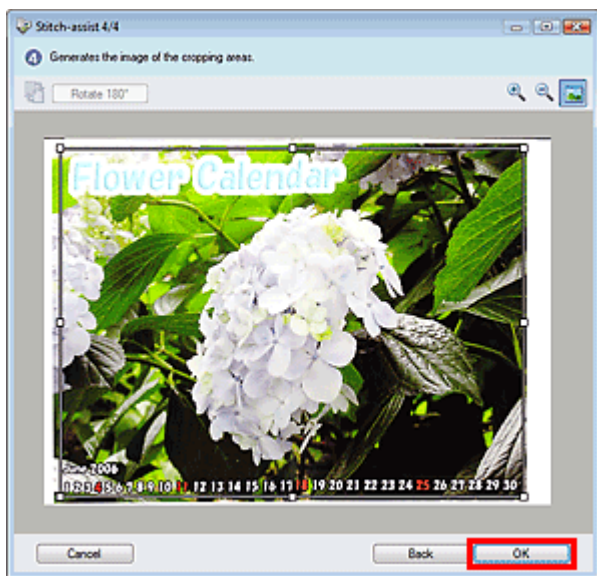 Stitch-assist 4/4
4 Generates the image of the cropping areas.
Rotate 180°
Flower Calendar
June 2006
1 2 3 4 5 6 7 8 9 10 11 12 13 14 15 16 17 18 19 20 21 22 23 24 25 26 27 28 29 30
Cancel Back OK